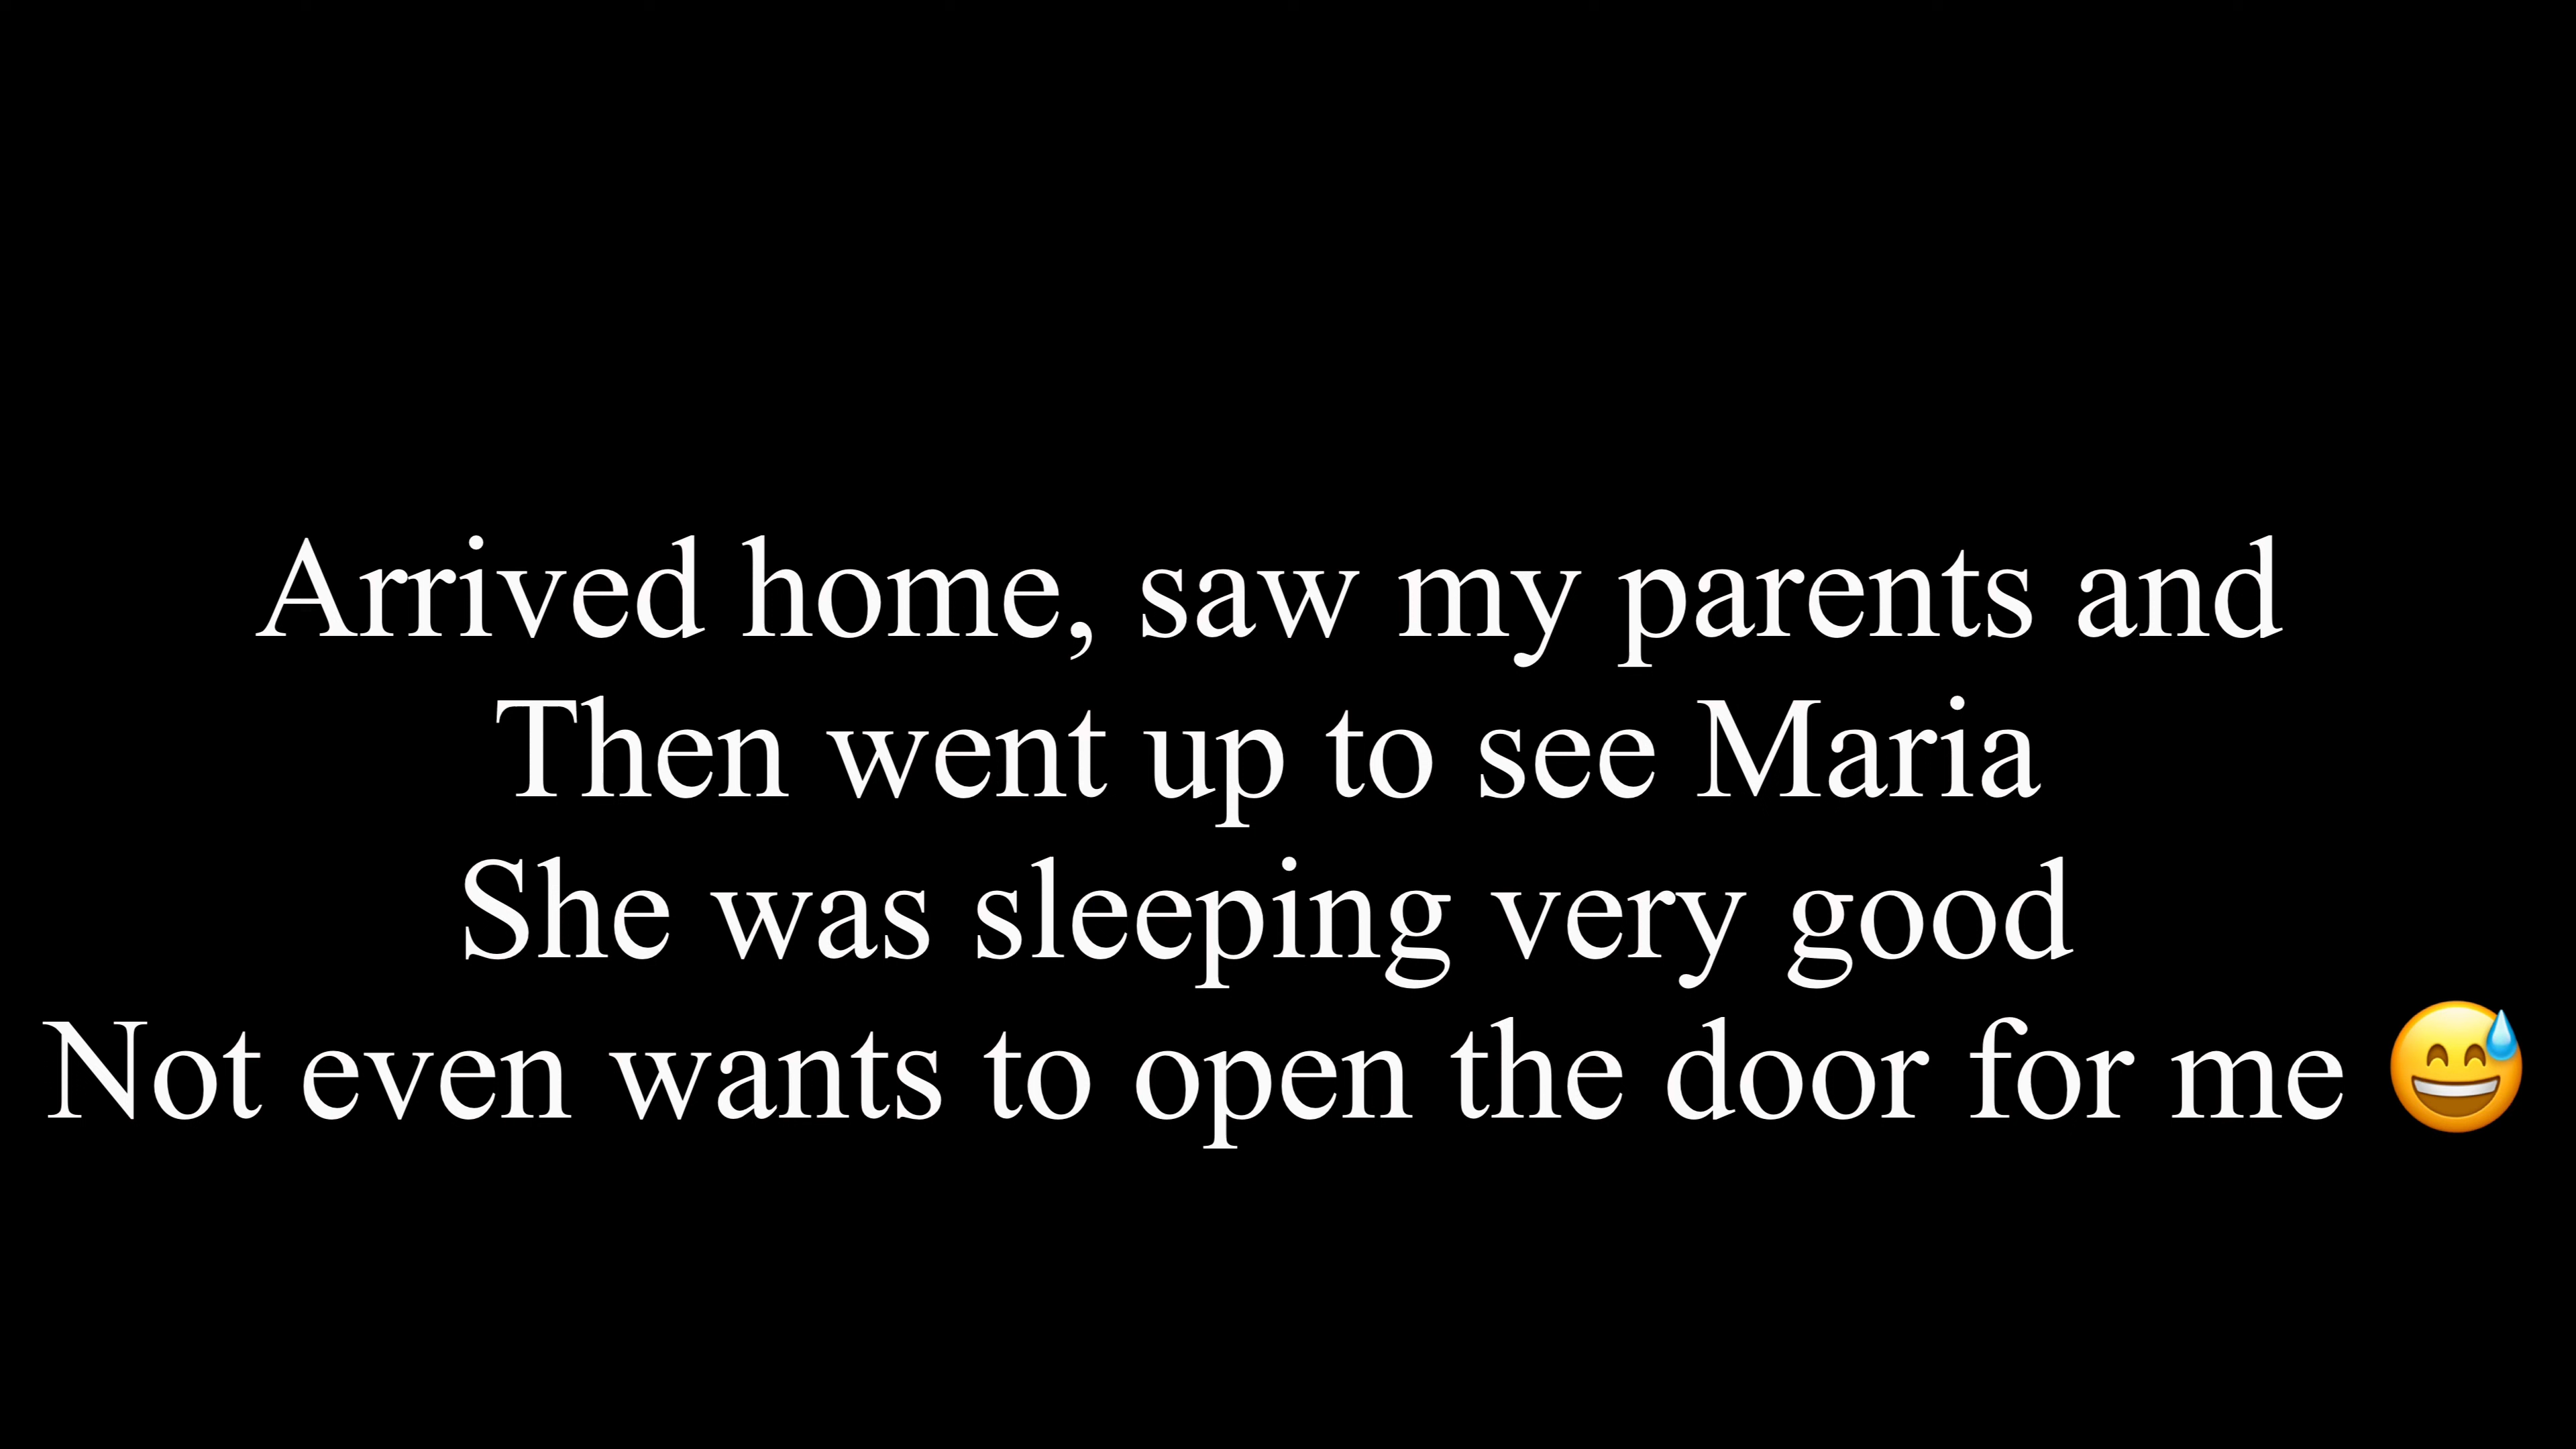 Arrived home, saw my parents and
Then went up to see Maria
She was sleeping very good
Not even wants to open the door for me 😅